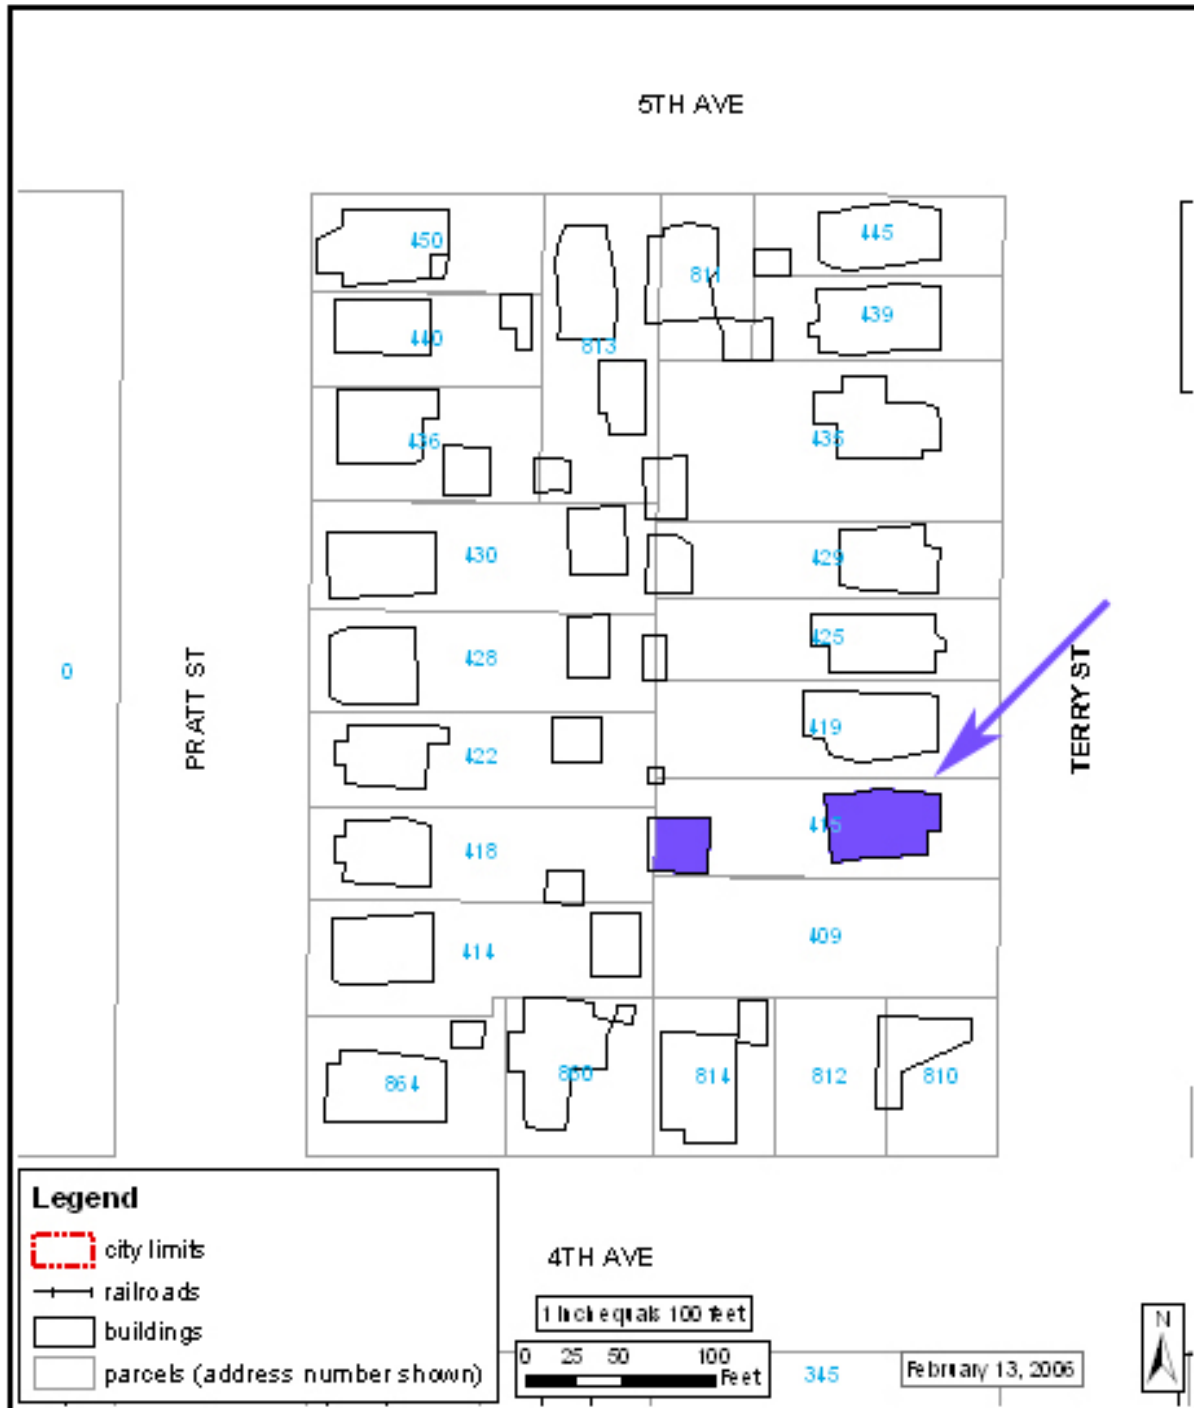 5TH AVE
450
445
811
439
440
813
436
435
430
429
425
428
0
PRATT ST
TERRY ST
419
422
415
418
409
414
864
860
814
812
810
Legend
city limits
railroads
buildings
parcels (address number shown)
4TH AVE
1 inch equals 100 feet
0 25 50 100
Feet
345
February 13, 2006
N